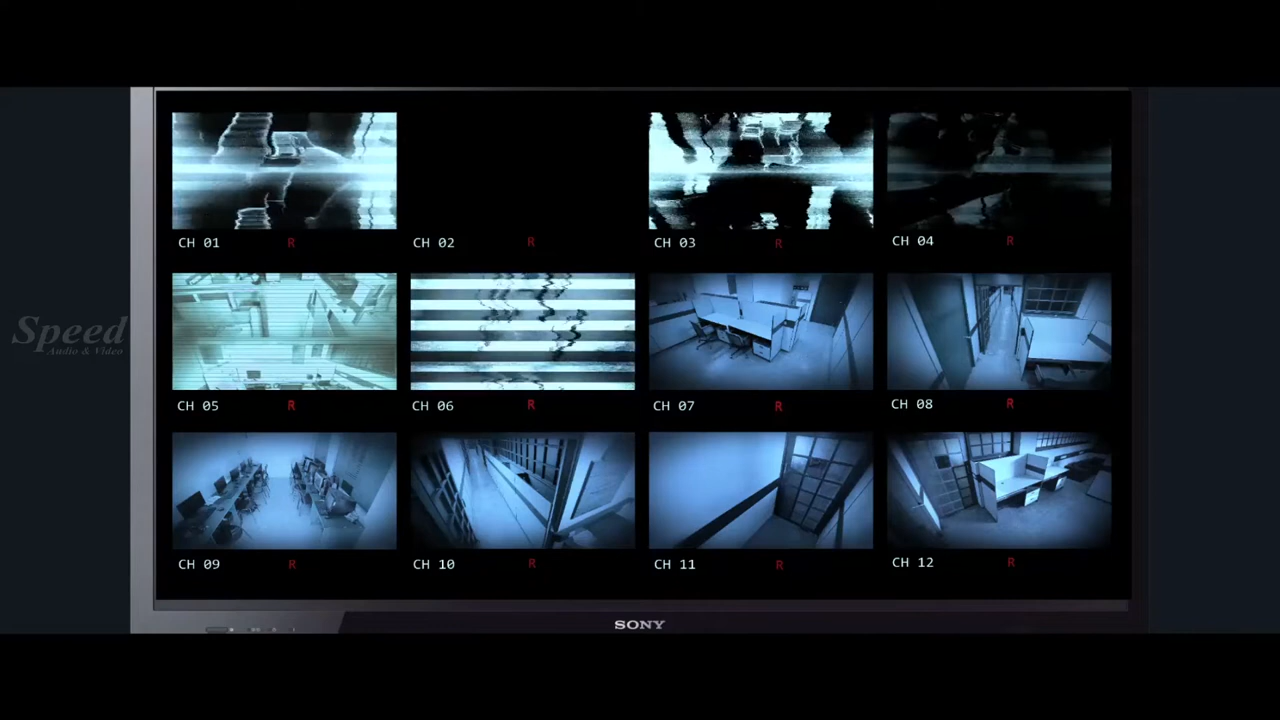 CH 01 R
CH 02 R
CH 03 R
CH 04 R
Speed
Audio & Video
CH 05 R
CH 06 R
CH 07 R
CH 08 R
CH 09 R
CH 10 R
CH 11 R
CH 12 R
SONY